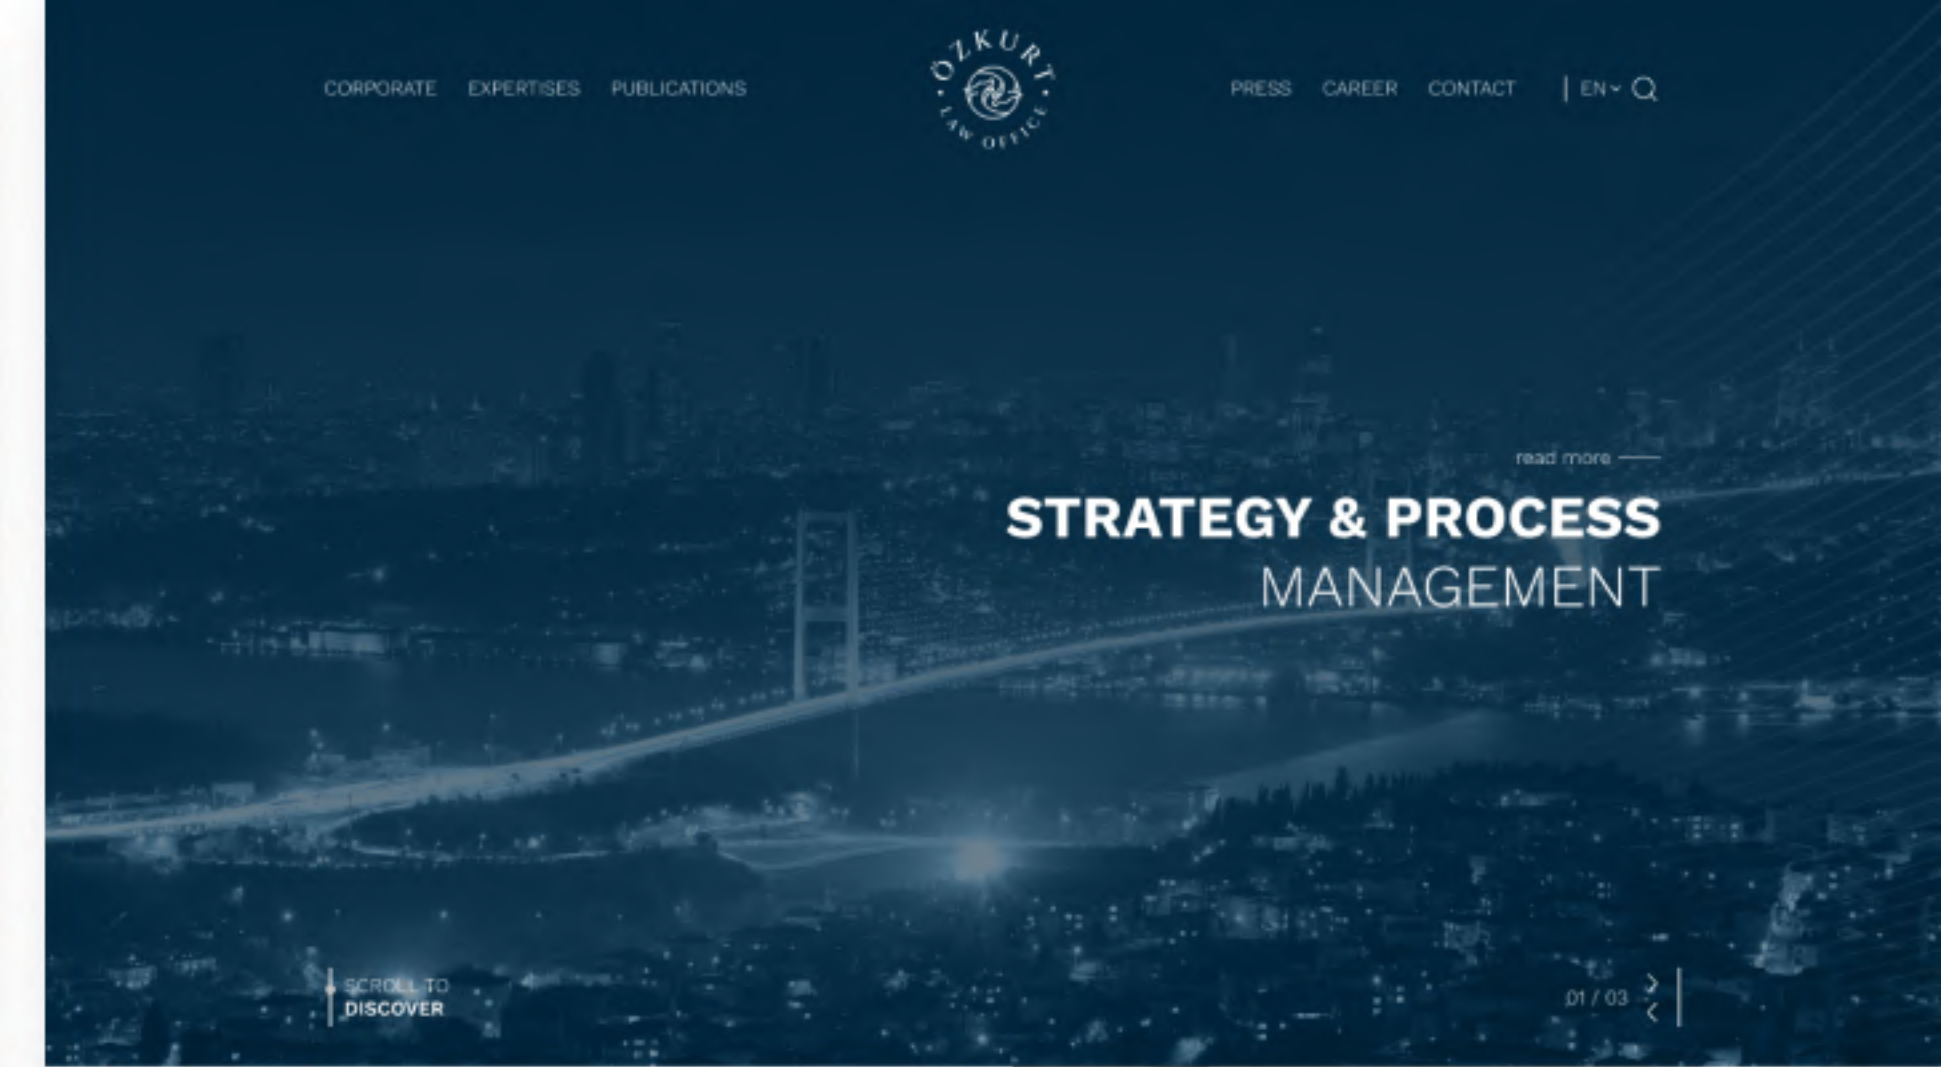 CORPORATE EXPERTISES PUBLICATIONS
ÖZKURT
LAW OFFICE
PRESS CAREER CONTACT | EN
read more
STRATEGY & PROCESS
MANAGEMENT
SCROLL TO
DISCOVER
01 / 03